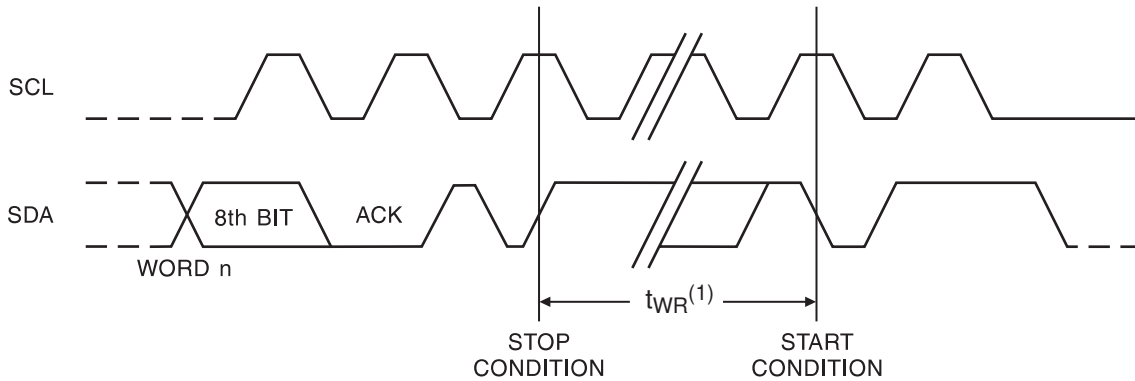 SCL
SDA
8th BIT
ACK
WORD n
tWR(1)
STOP
CONDITION
START
CONDITION